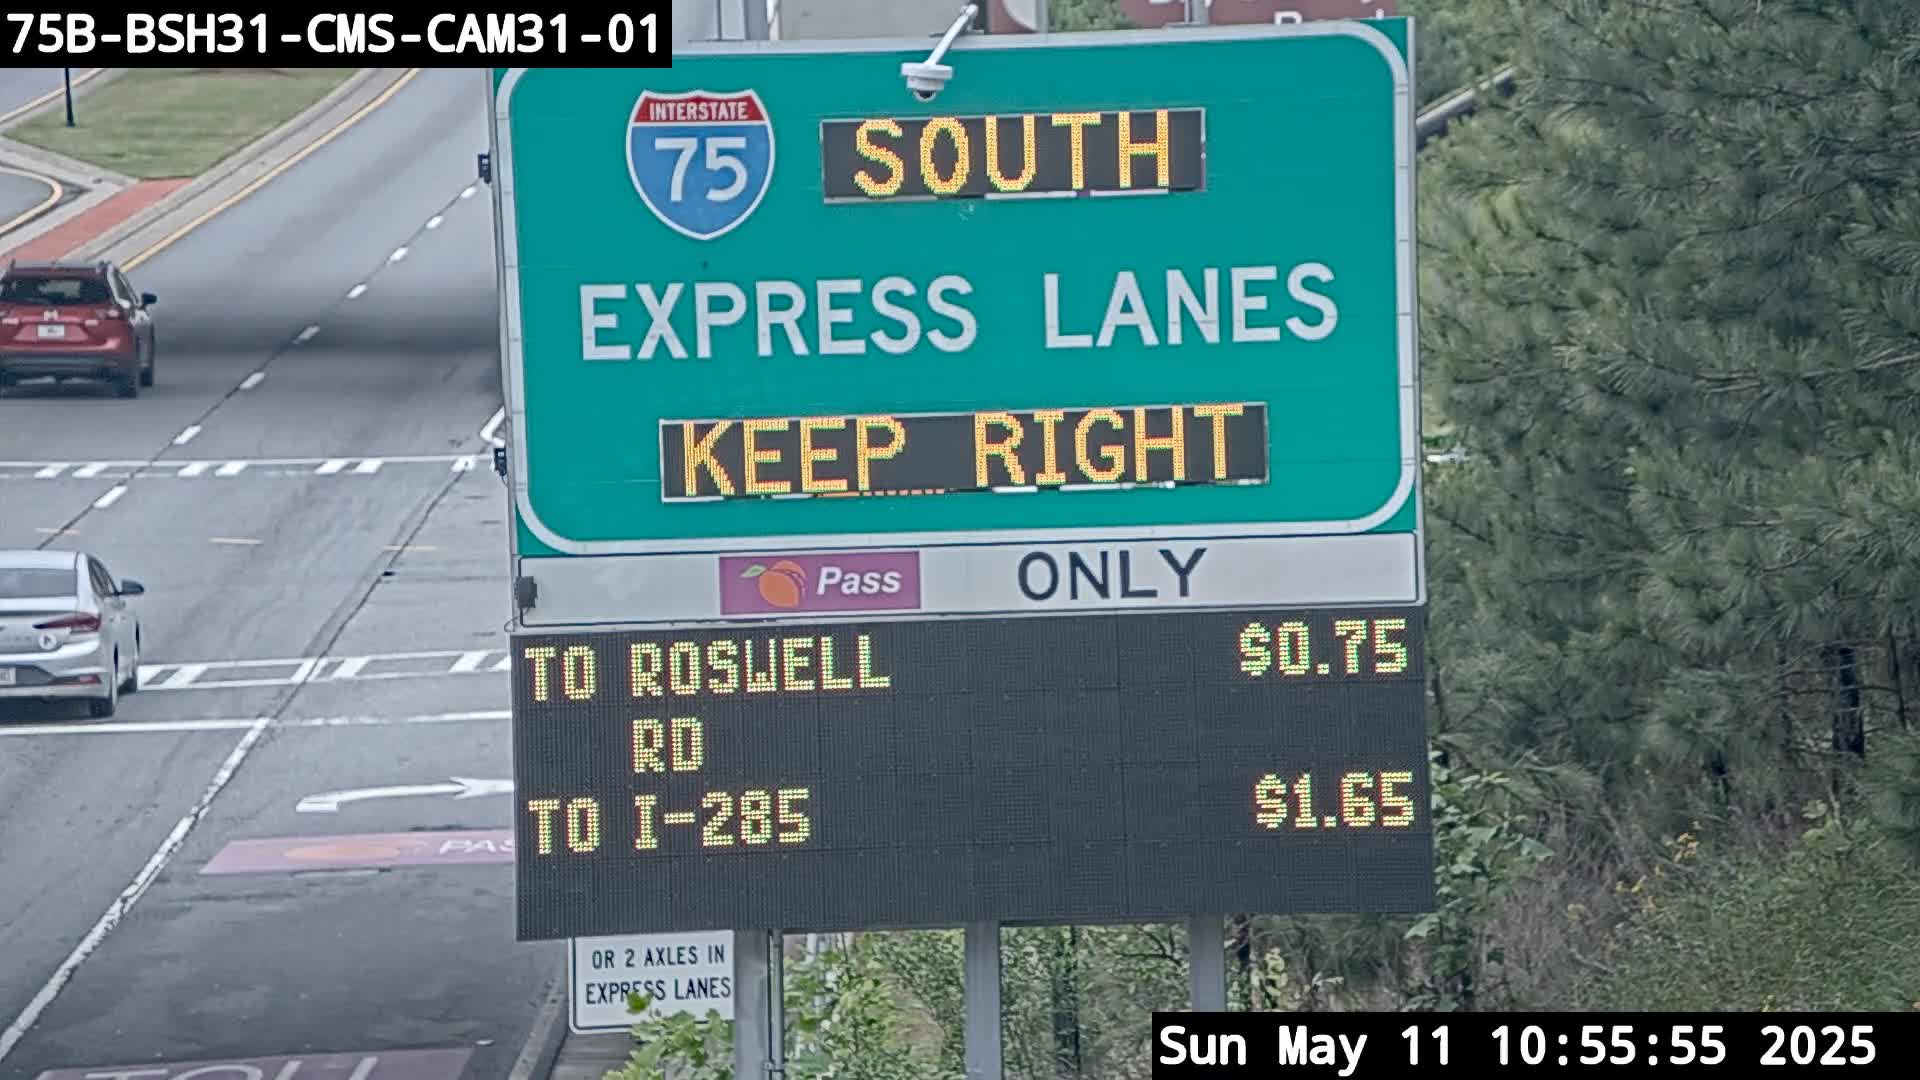 75B-BSH31-CMS-CAM31-01
INTERSTATE
75
SOUTH
EXPRESS LANES
KEEP RIGHT
Pass ONLY
TO ROSWELL $0.75
RD
TO I-285 $1.65
OR 2 AXLES IN
EXPRESS LANES
TOLL
Sun May 11 10:55:55 2025